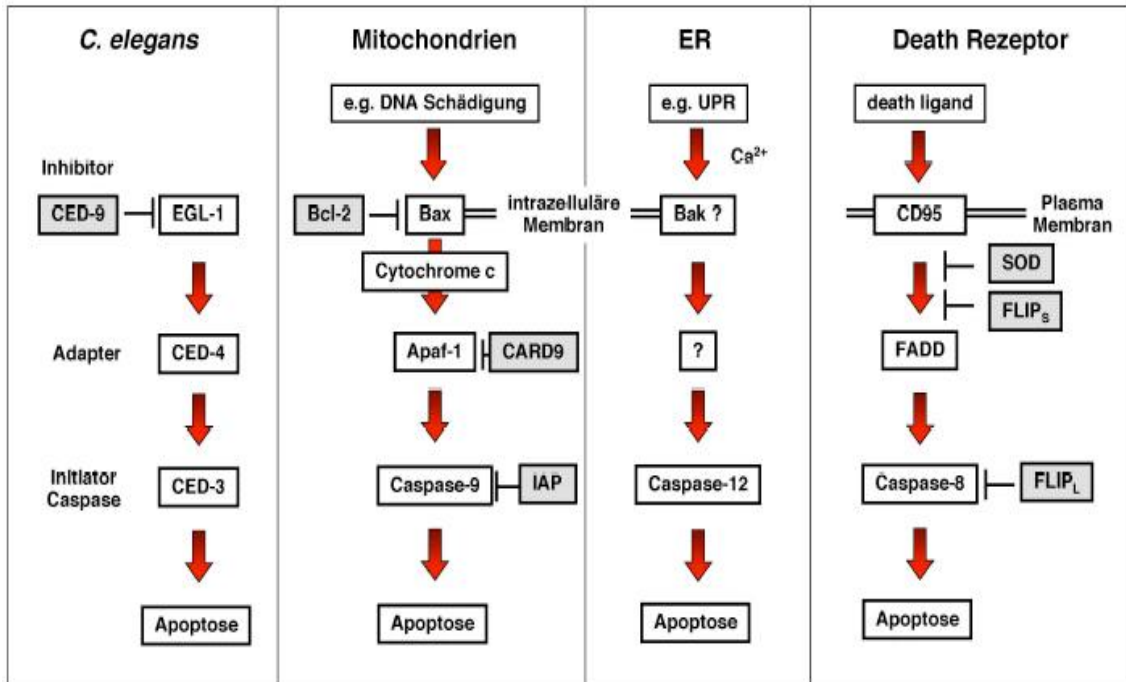 C. elegans
Inhibitor
CED-9
EGL-1
Adapter
CED-4
Initiator
Caspase
CED-3
Apoptose
Mitochondrien
e.g. DNA Schädigung
Bcl-2
Bax
intrazelluläre
Membran
Cytochrome c
Apaf-1
CARD9
Caspase-9
IAP
Apoptose
ER
e.g. UPR
Ca²⁺
Bak ?
?
Caspase-12
Apoptose
Death Rezeptor
death ligand
CD95
Plasma
Membran
SOD
FLIPS
FADD
Caspase-8
FLIPL
Apoptose